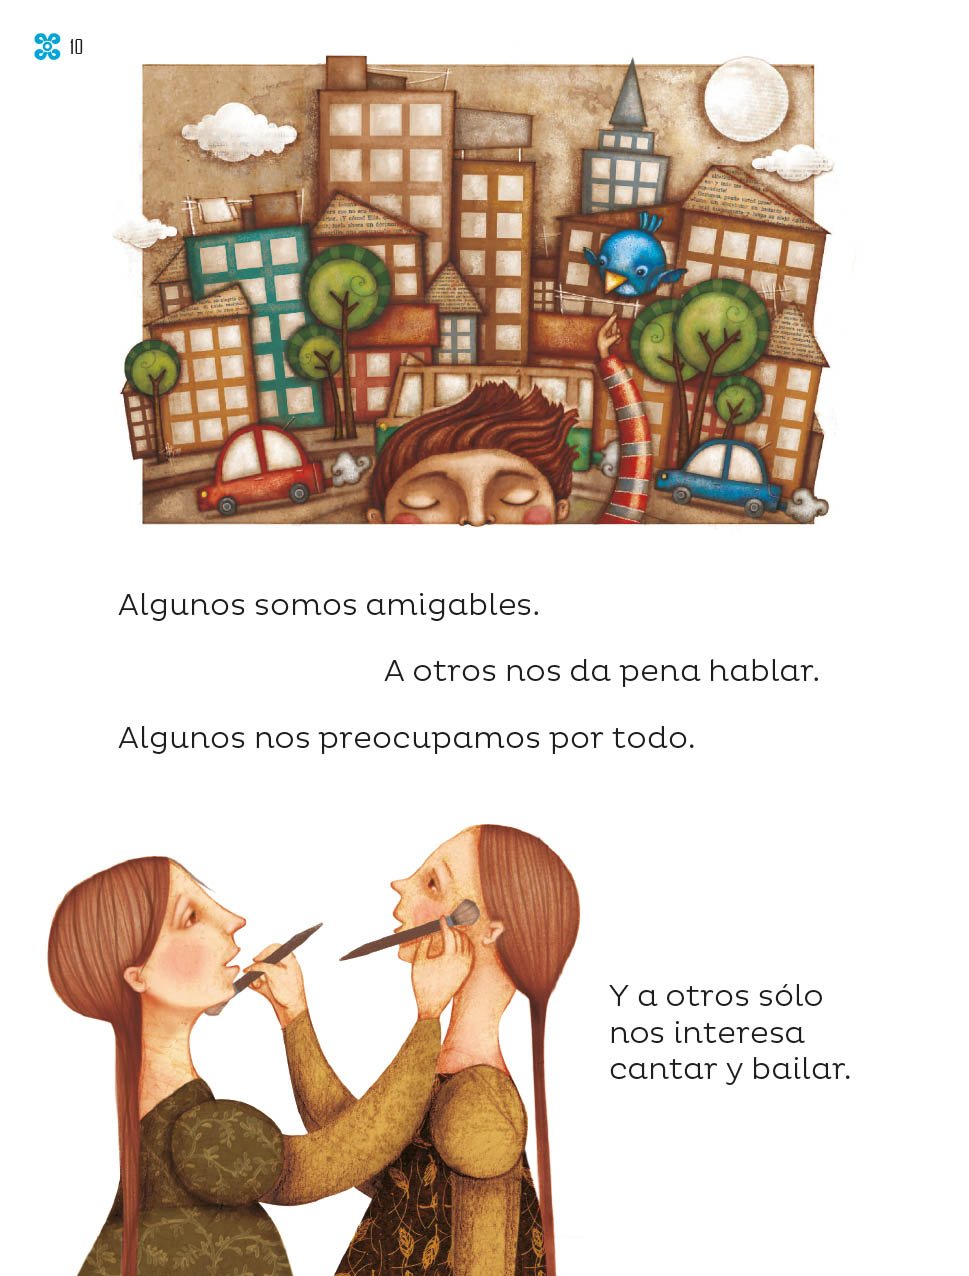 10
Algunos somos amigables.
A otros nos da pena hablar.
Algunos nos preocupamos por todo.
Y a otros sólo
nos interesa
cantar y bailar.